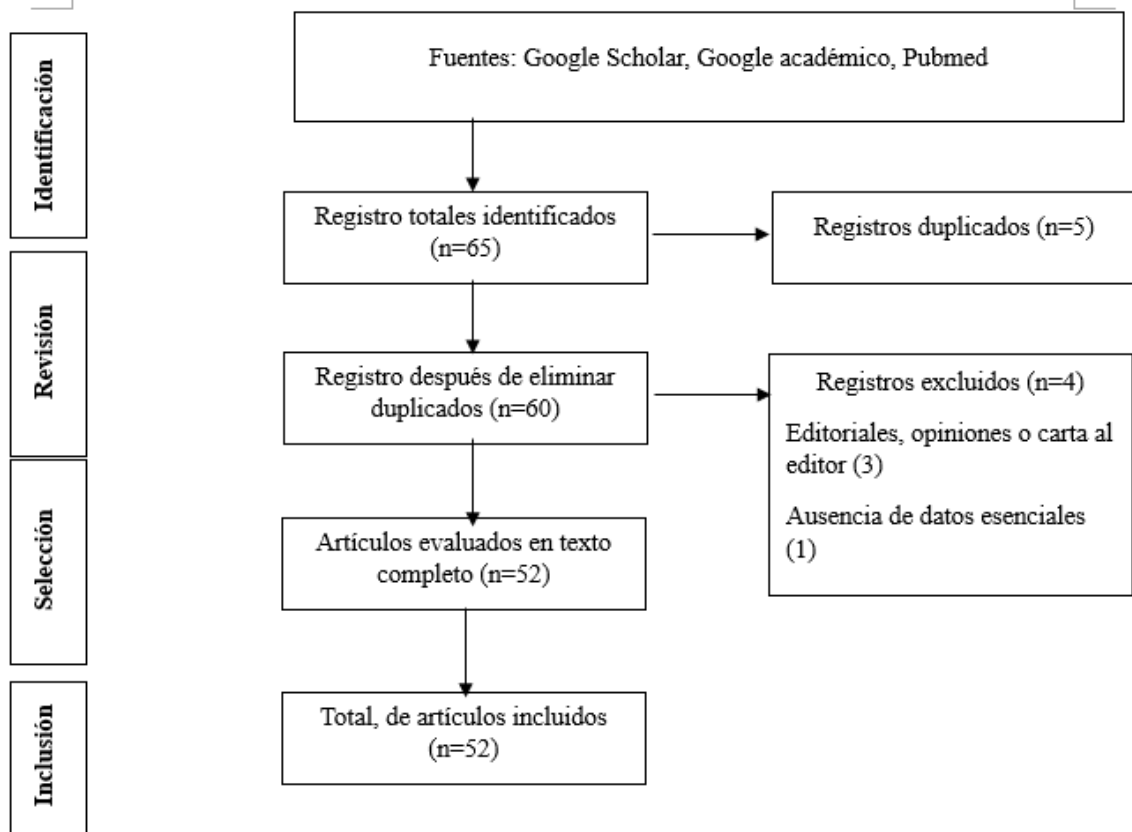 Identificación
Fuentes: Google Scholar, Google académico, Pubmed
Registro totales identificados
(n=65)
Registros duplicados (n=5)
Revisión
Registro después de eliminar
duplicados (n=60)
Registros excluidos (n=4)
Editoriales, opiniones o carta al
editor (3)
Ausencia de datos esenciales
(1)
Selección
Artículos evaluados en texto
completo (n=52)
Inclusión
Total, de artículos incluidos
(n=52)